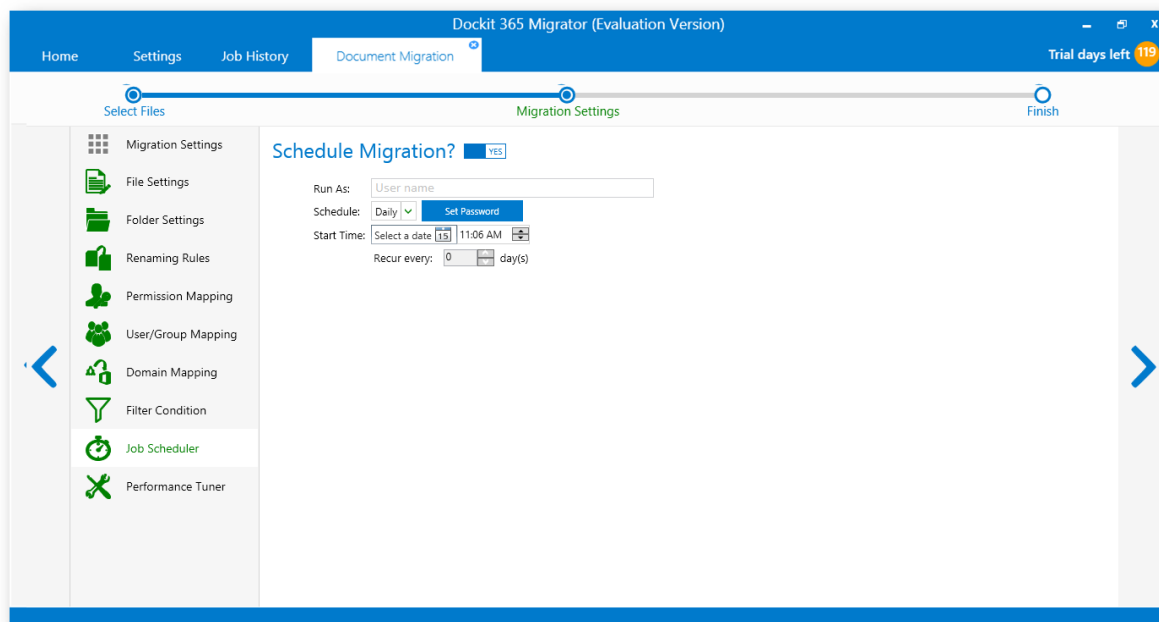 Dockit 365 Migrator (Evaluation Version)
Home Settings Job History Document Migration Trial days left 119
Select Files Migration Settings Finish
Migration Settings
File Settings
Folder Settings
Renaming Rules
Permission Mapping
User/Group Mapping
Domain Mapping
Filter Condition
Job Scheduler
Performance Tuner
Schedule Migration? YES
Run As: User name
Schedule: Daily Set Password
Start Time: Select a date 15 11:06 AM
Recur every: 0 day(s)